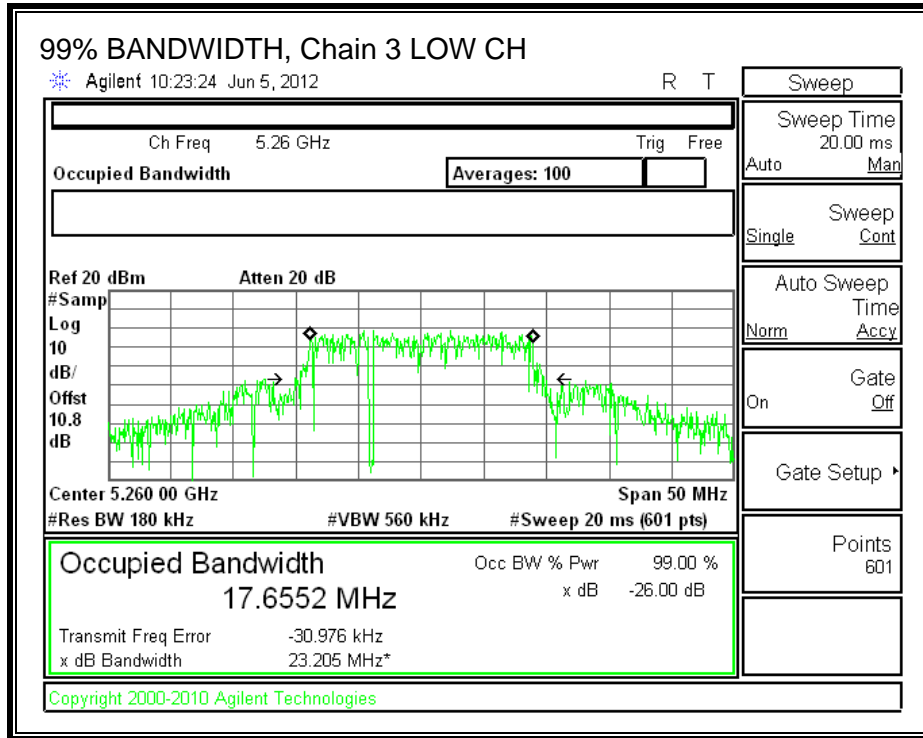 99% BANDWIDTH, Chain 3 LOW CH
Agilent 10:23:24 Jun 5, 2012 R T
Ch Freq 5.26 GHz Trig Free
Occupied Bandwidth Averages: 100
Ref 20 dBm Atten 20 dB
#Samp
Log
10
dB/
Offst
10.8
dB
Center 5.260 00 GHz Span 50 MHz
#Res BW 180 kHz #VBW 560 kHz #Sweep 20 ms (601 pts)
Occupied Bandwidth Occ BW % Pwr 99.00 %
17.6552 MHz x dB -26.00 dB
Transmit Freq Error -30.976 kHz
x dB Bandwidth 23.205 MHz*
Copyright 2000-2010 Agilent Technologies
Sweep
Sweep Time
20.00 ms
Auto Man
Sweep
Single Cont
Auto Sweep
Time
Norm Accy
Gate
On Off
Gate Setup
Points
601